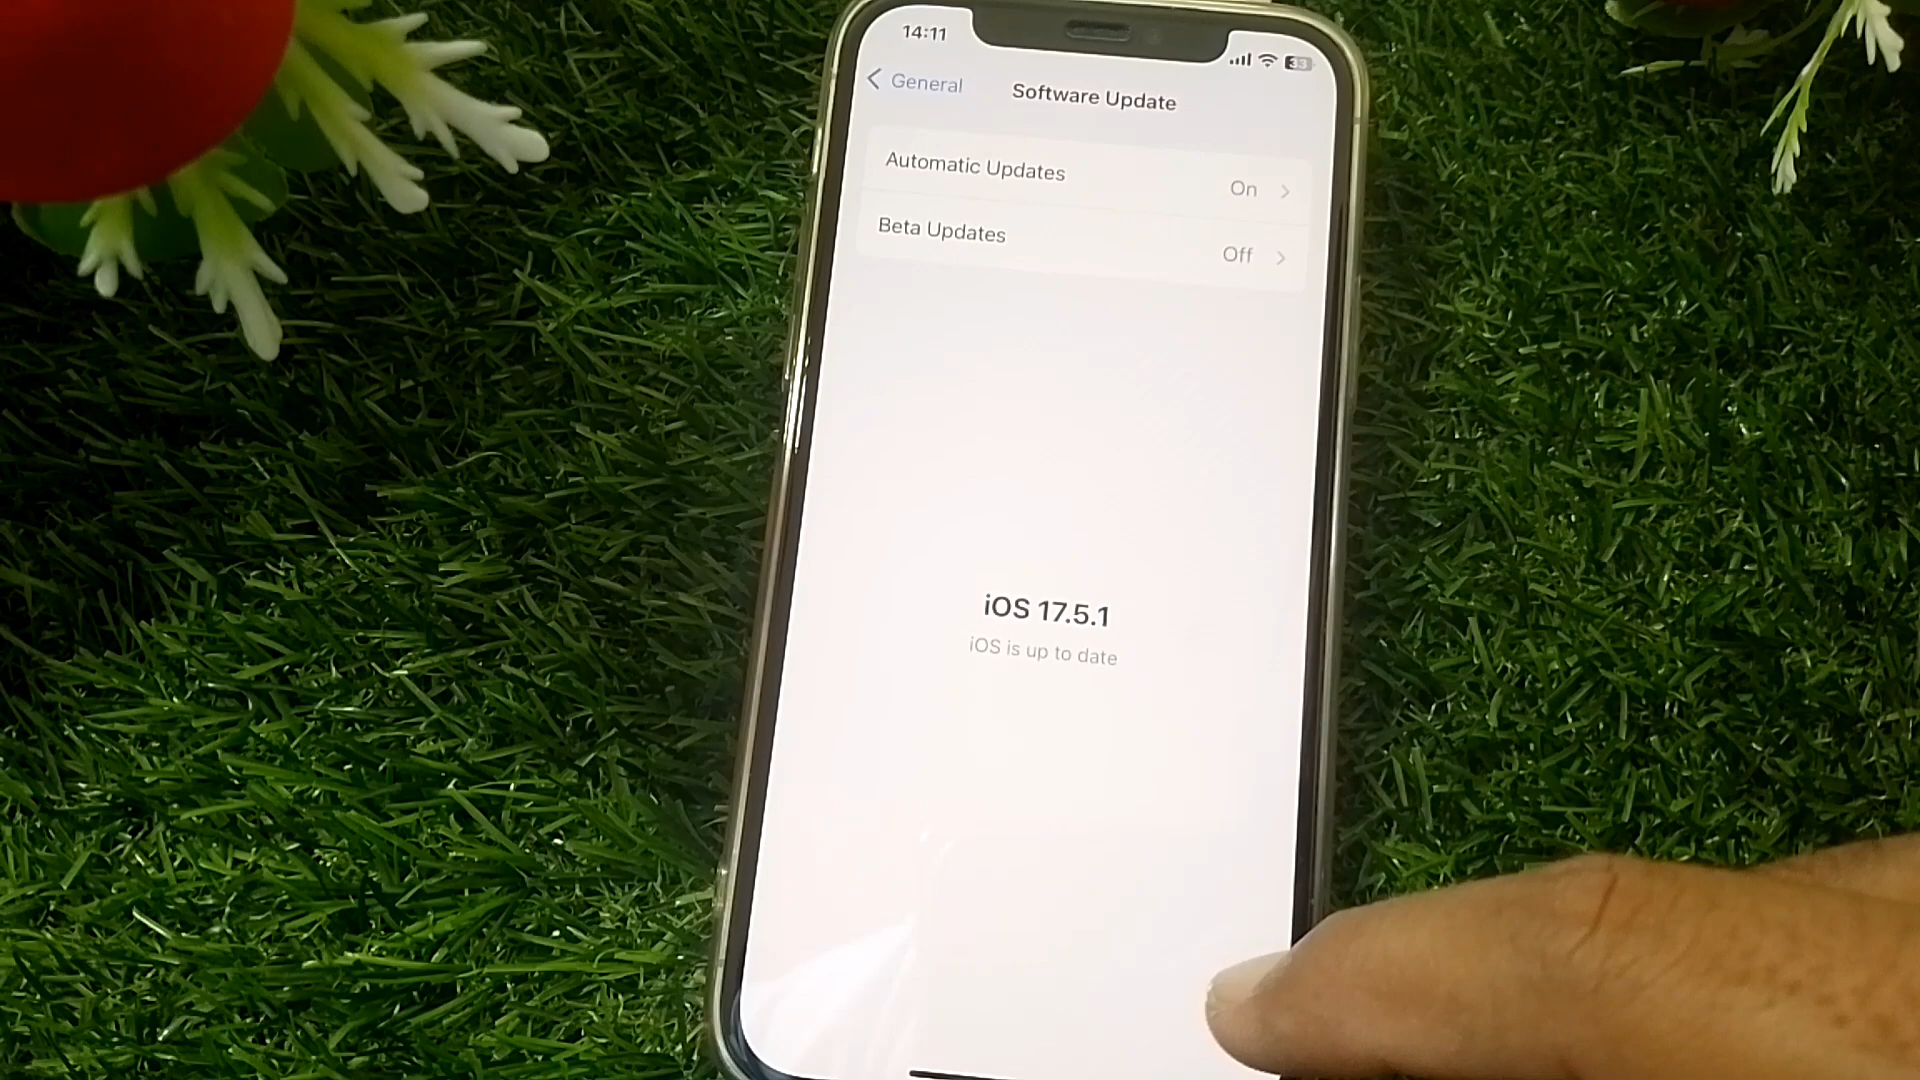 14:11
33
General
Software Update
Automatic Updates On
Beta Updates Off
iOS 17.5.1
iOS is up to date